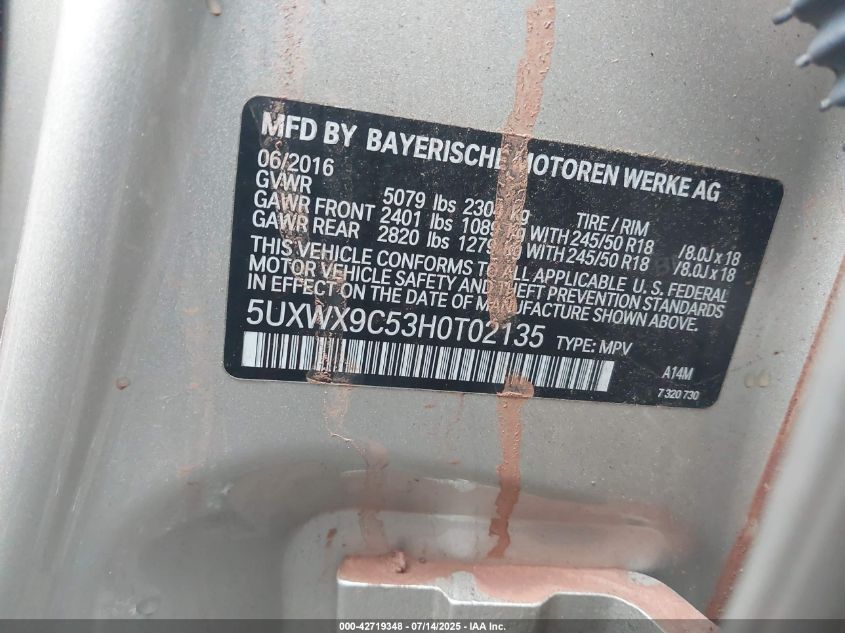 MFD BY BAYERISCHE MOTOREN WERKE AG
06/2016
GVWR 5079 lbs kg TIRE / RIM
GAWR FRONT 2401 lbs 1089 kg WITH 245/50 R18 /8.0J x 18
GAWR REAR 2820 lbs 1279 kg WITH 245/50 R18 /8.0J x 18
THIS VEHICLE CONFORMS TO ALL APPLICABLE U. S. FEDERAL
MOTOR VEHICLE SAFETY AND THEFT PREVENTION STANDARDS
IN EFFECT ON THE DATE OF MANUFACTURE.
5UXWX9C53H0T02135 TYPE: MPV
A14M
7 320 730
000-42719348 - 07/14/2025 - IAA Inc.